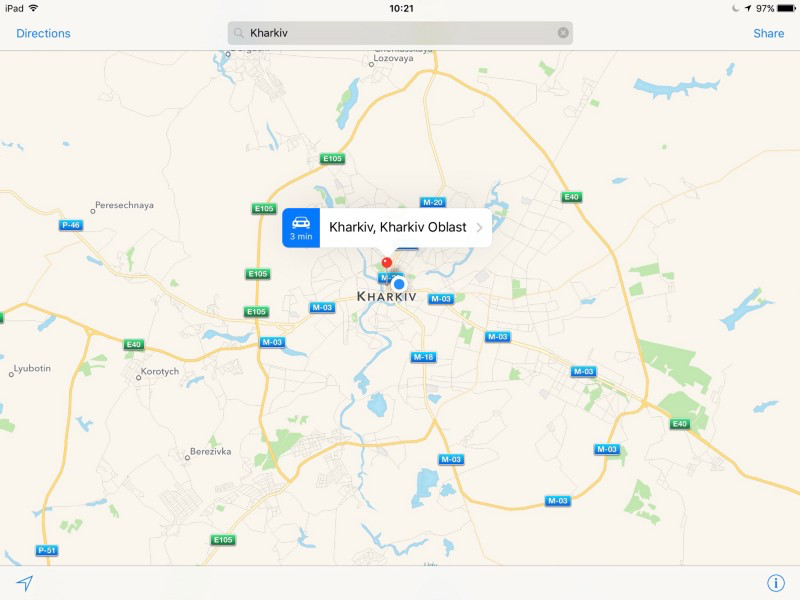 iPad 10:21 97%
Directions Kharkiv Share
Lozovaya
E105
E105 M-20 E40
Peresechnaya
P-46
3 min Kharkiv, Kharkiv Oblast
E105
KHARKIV
M-03 M-03
E105
E40 M-03 M-03
M-18
Lyubotin Korotych M-03
E40
Berezivka M-03
M-03
M-03
E105
P-51